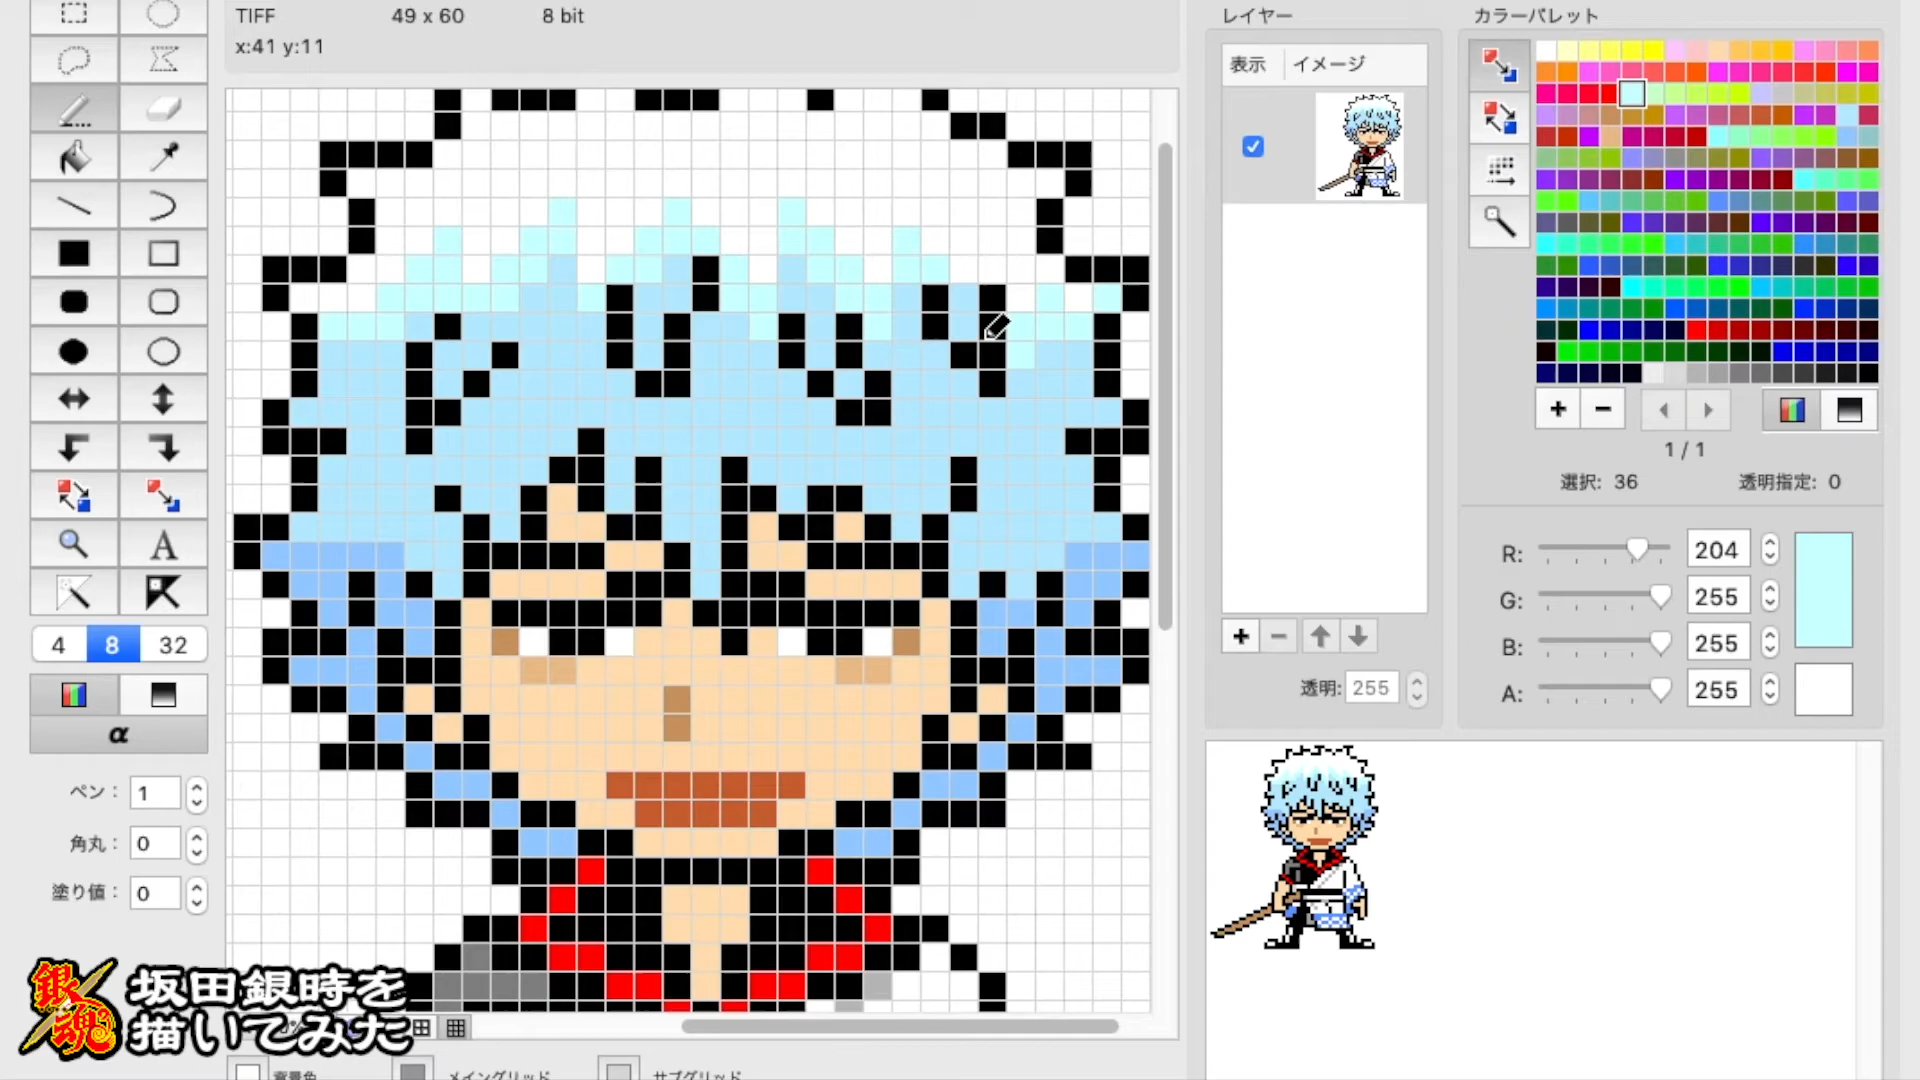 TIFF 49 x 60 8 bit
x:41 y:11
レイヤー
表示 イメージ
透明: 255
カラーパレット
1 / 1
選択: 36 透明指定: 0
R: 204
G: 255
B: 255
A: 255
A
4 8 32
α
ペン： 1
角丸： 0
塗り値： 0
銀魂
坂田銀時を
描いてみた
背景色 メイングリッド サブグリッド